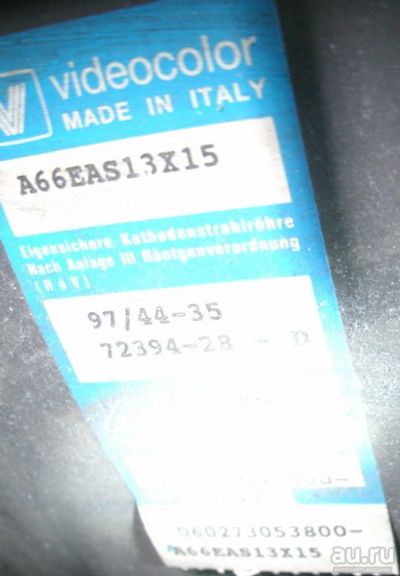 videocolor
MADE IN ITALY
A66EAS13X15
Eigensichere Kathodenstrahlröhre
Nach Anlage III Röntgenverordnung
(RöV)
97/44-35
72394-28 - D
060273053800-
A66EAS13X15
au.ru